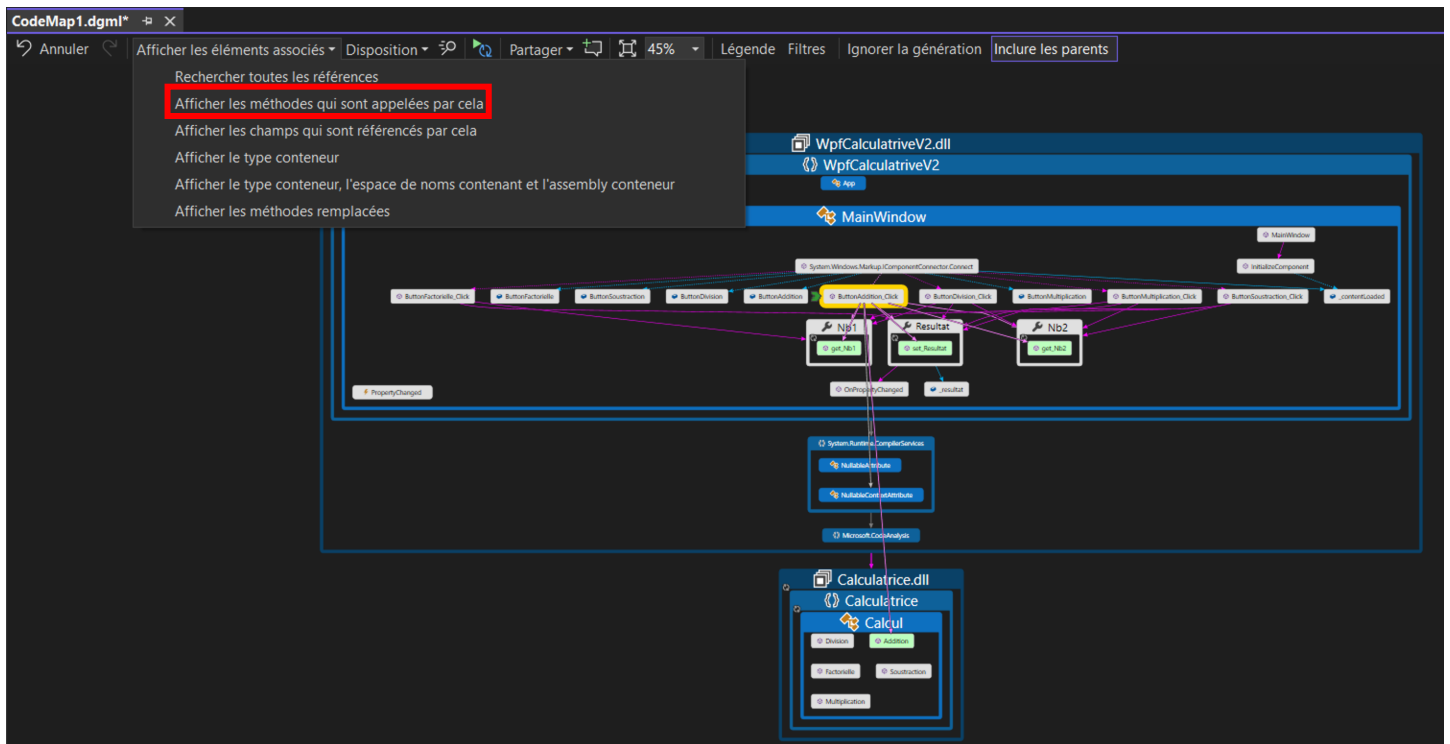 CodeMap1.dgml*
Annuler Afficher les éléments associés Disposition Partager 45% Légende Filtres Ignorer la génération Inclure les parents
Rechercher toutes les références
Afficher les méthodes qui sont appelées par cela
Afficher les champs qui sont référencés par cela
Afficher le type conteneur
Afficher le type conteneur, l'espace de noms contenant et l'assembly conteneur
Afficher les méthodes remplacées
WpfCalculatriveV2.dll
WpfCalculatriveV2
App
MainWindow
MainWindow
System.Windows.Markup.IComponentConnector.Connect InitializeComponent
ButtonFactorielle_Click ButtonFactorielle ButtonSoustraction ButtonDivision ButtonAddition ButtonAddition_Click ButtonDivision_Click ButtonMultiplication ButtonMultiplication_Click ButtonSoustraction_Click _contentLoaded
Nb1 Resultat Nb2
get_Nb1 set_Resultat get_Nb2
PropertyChanged OnPropertyChanged _resultat
System.Runtime.CompilerServices
NullableAttribute
NullableContextAttribute
Microsoft.CodeAnalysis
Calculatrice.dll
Calculatrice
Calcul
Division Addition
Factorielle Soustraction
Multiplication